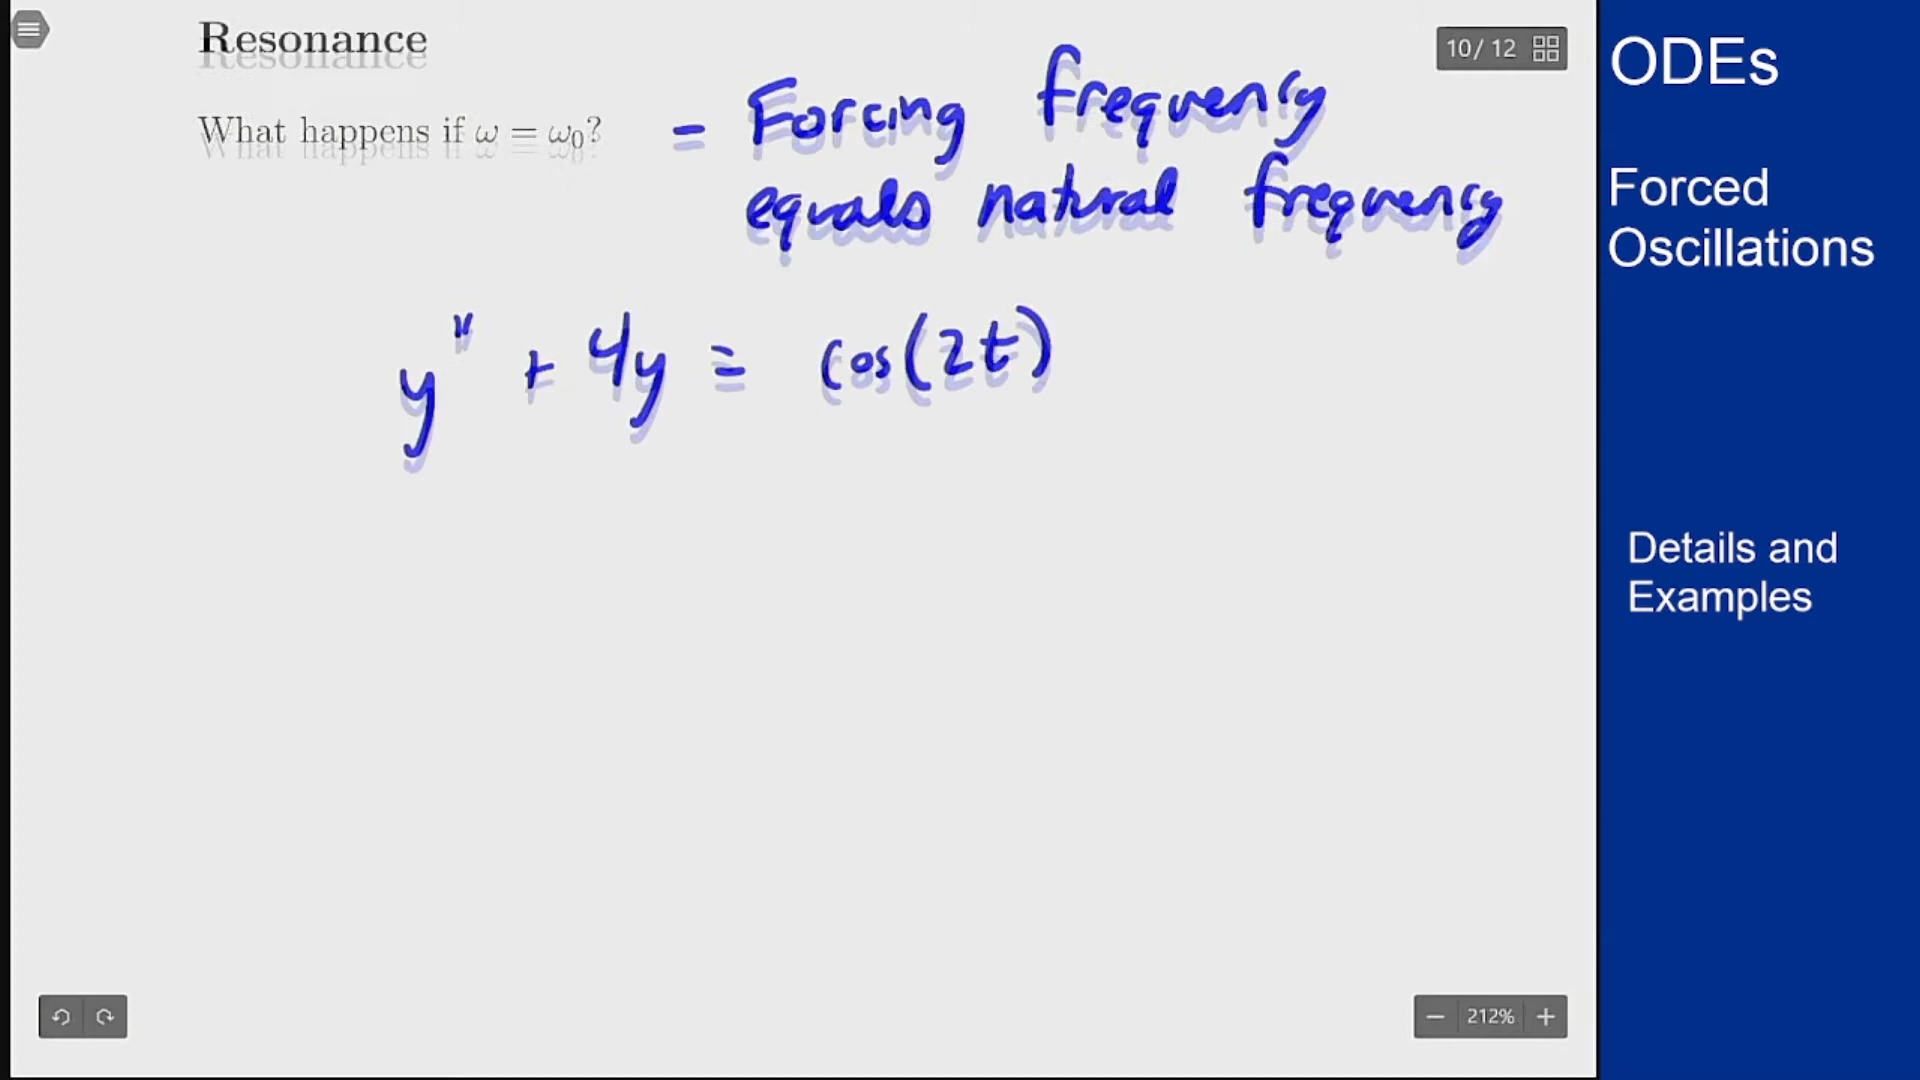 Resonance
10/ 12
What happens if ω = ω₀?
= Forcing frequency
equals natural frequency
y" + 4y = cos(2t)
212%
ODEs
Forced
Oscillations
Details and
Examples